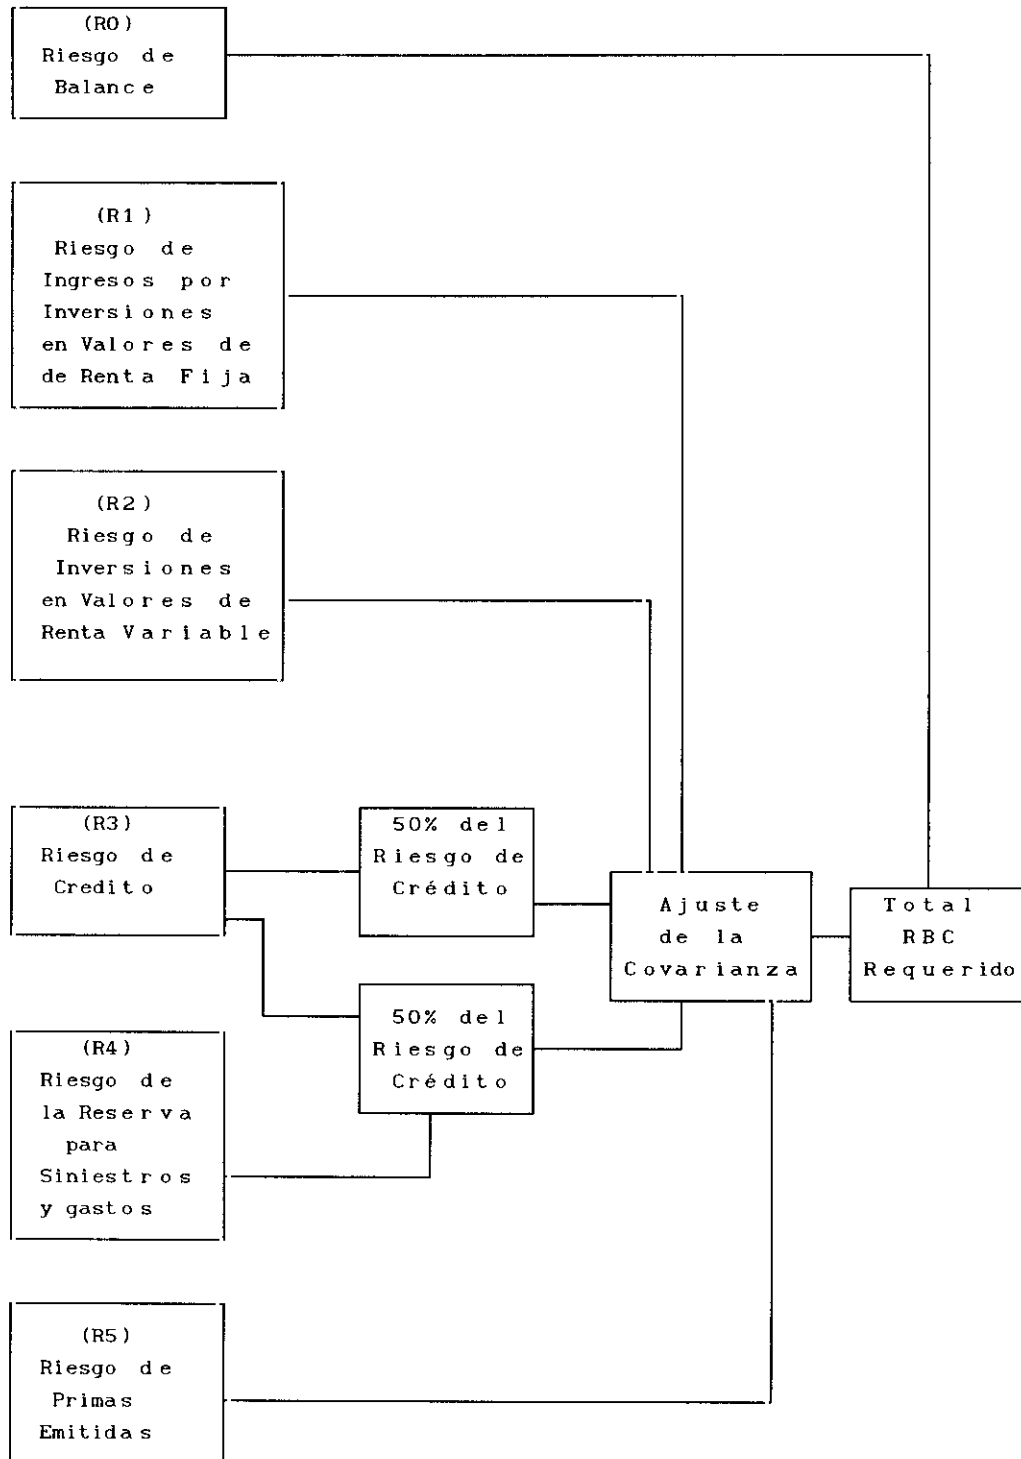 (R0)
Riesgo de
Balance
(R1)
Riesgo de
Ingresos por
Inversiones
en Valores de
de Renta Fija
(R2)
Riesgo de
Inversiones
en Valores de
Renta Variable
(R3)
Riesgo de
Credito
50% del
Riesgo de
Crédito
Ajuste
de la
Covarianza
Total
RBC
Requerido
50% del
Riesgo de
Crédito
(R4)
Riesgo de
la Reserva
para
Siniestros
y gastos
(R5)
Riesgo de
Primas
Emitidas